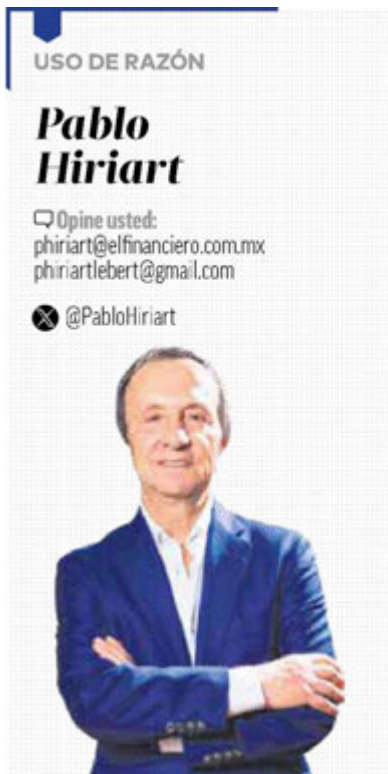 USO DE RAZÓN
Pablo
Hiriart
Opine usted:
phiriart@elfinanciero.com.mx
phiriartlebert@gmail.com
@PabloHiriart